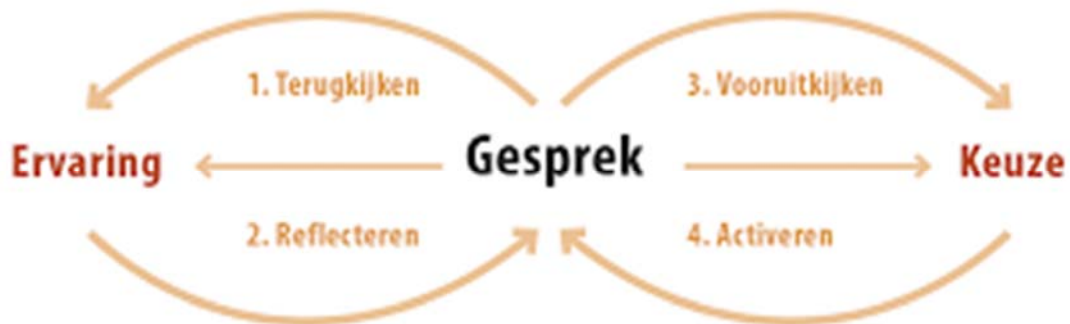 1. Terugkijken
3. Vooruitkijken
Ervaring
Gesprek
Keuze
2. Reflecteren
4. Activeren